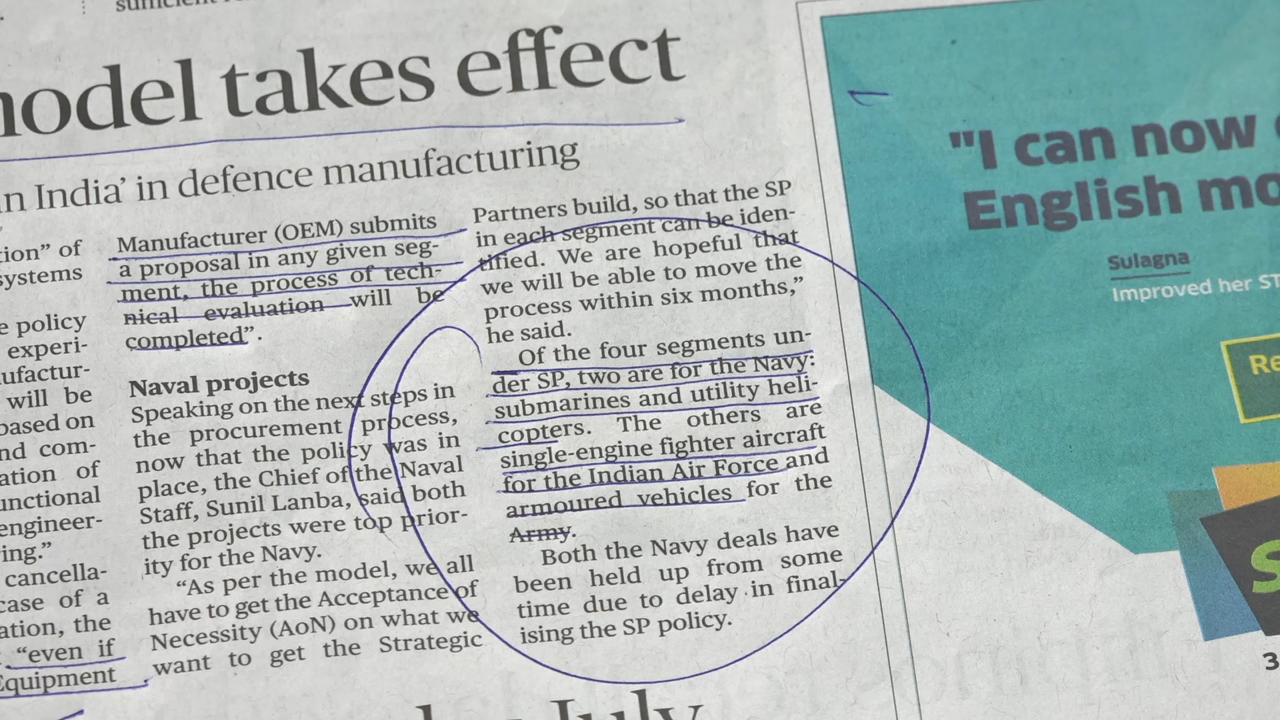 model takes effect
in India’ in defence manufacturing
tion” of
systems
e policy
experi-
ufactur-
will be
based on
nd com-
ation of
unctional
engineer-
ing.”
cancella-
case of a
ation, the
“even if
Equipment
Manufacturer (OEM) submits
a proposal in any given seg-
ment, the process of tech-
nical evaluation will be
completed”.
Naval projects
Speaking on the next steps in
the procurement process,
now that the policy was in
place, the Chief of the Naval
Staff, Sunil Lanba, said both
the projects were top prior-
ity for the Navy.
“As per the model, we all
have to get the Acceptance of
Necessity (AoN) on what we
want to get the Strategic
Partners build, so that the SP
in each segment can be iden-
tified. We are hopeful that
we will be able to move the
process within six months,”
he said.
Of the four segments un-
der SP, two are for the Navy:
submarines and utility heli-
copters. The others are
single-engine fighter aircraft
for the Indian Air Force and
armoured vehicles for the
Army.
Both the Navy deals have
been held up from some
time due to delay in final-
ising the SP policy.
July
"I can now
English mo
Sulagna
Improved her ST
Re
S
3